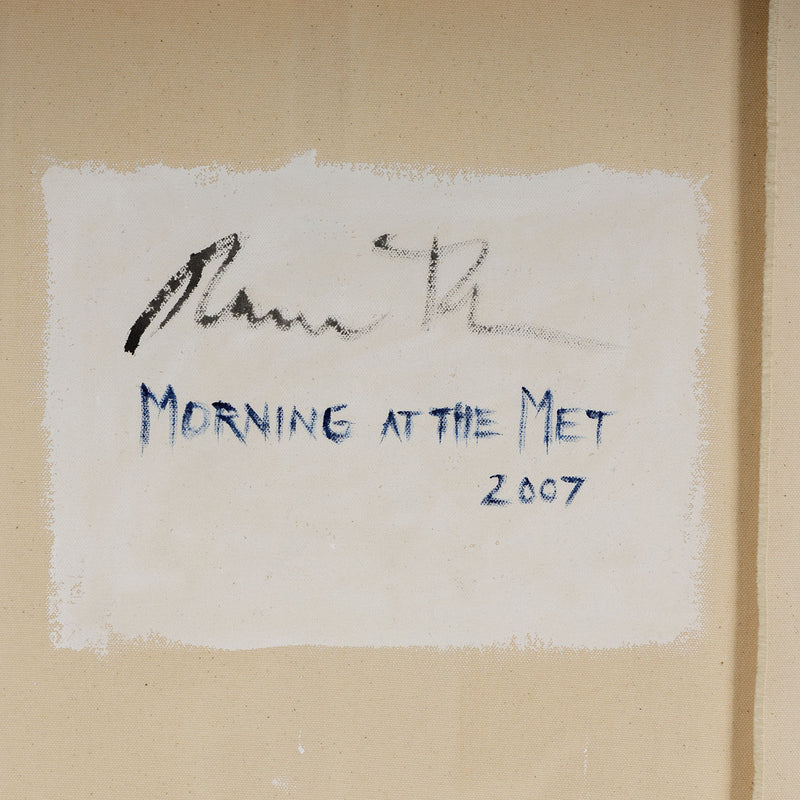 MORNING AT THE MET
2007